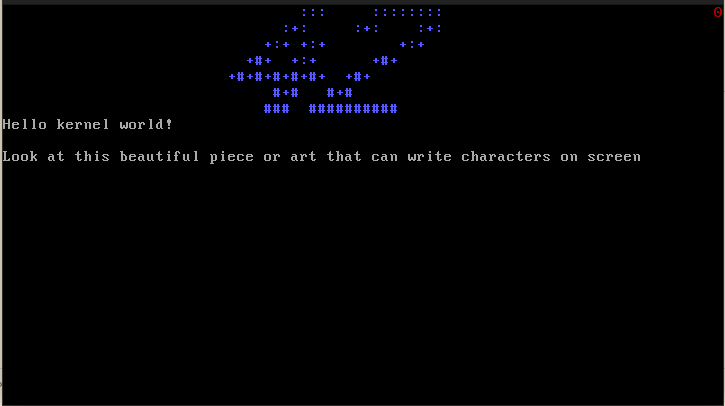 :::      ::::::::
0
:+:     :+:    :+:
+:+ +:+        +:+
+#+  +:+       +#+
+#+#+#+#+#+  +#+
#+#   #+#
###  ##########
Hello kernel world!
Look at this beautiful piece or art that can write characters on screen